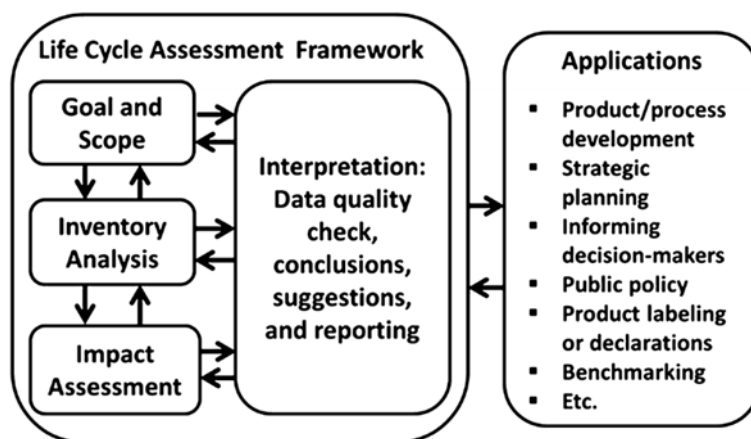 Life Cycle Assessment Framework
Goal and
Scope
Inventory
Analysis
Impact
Assessment
Interpretation:
Data quality
check,
conclusions,
suggestions,
and reporting
Applications
▪ Product/process
development
▪ Strategic
planning
▪ Informing
decision-makers
▪ Public policy
▪ Product labeling
or declarations
▪ Benchmarking
▪ Etc.